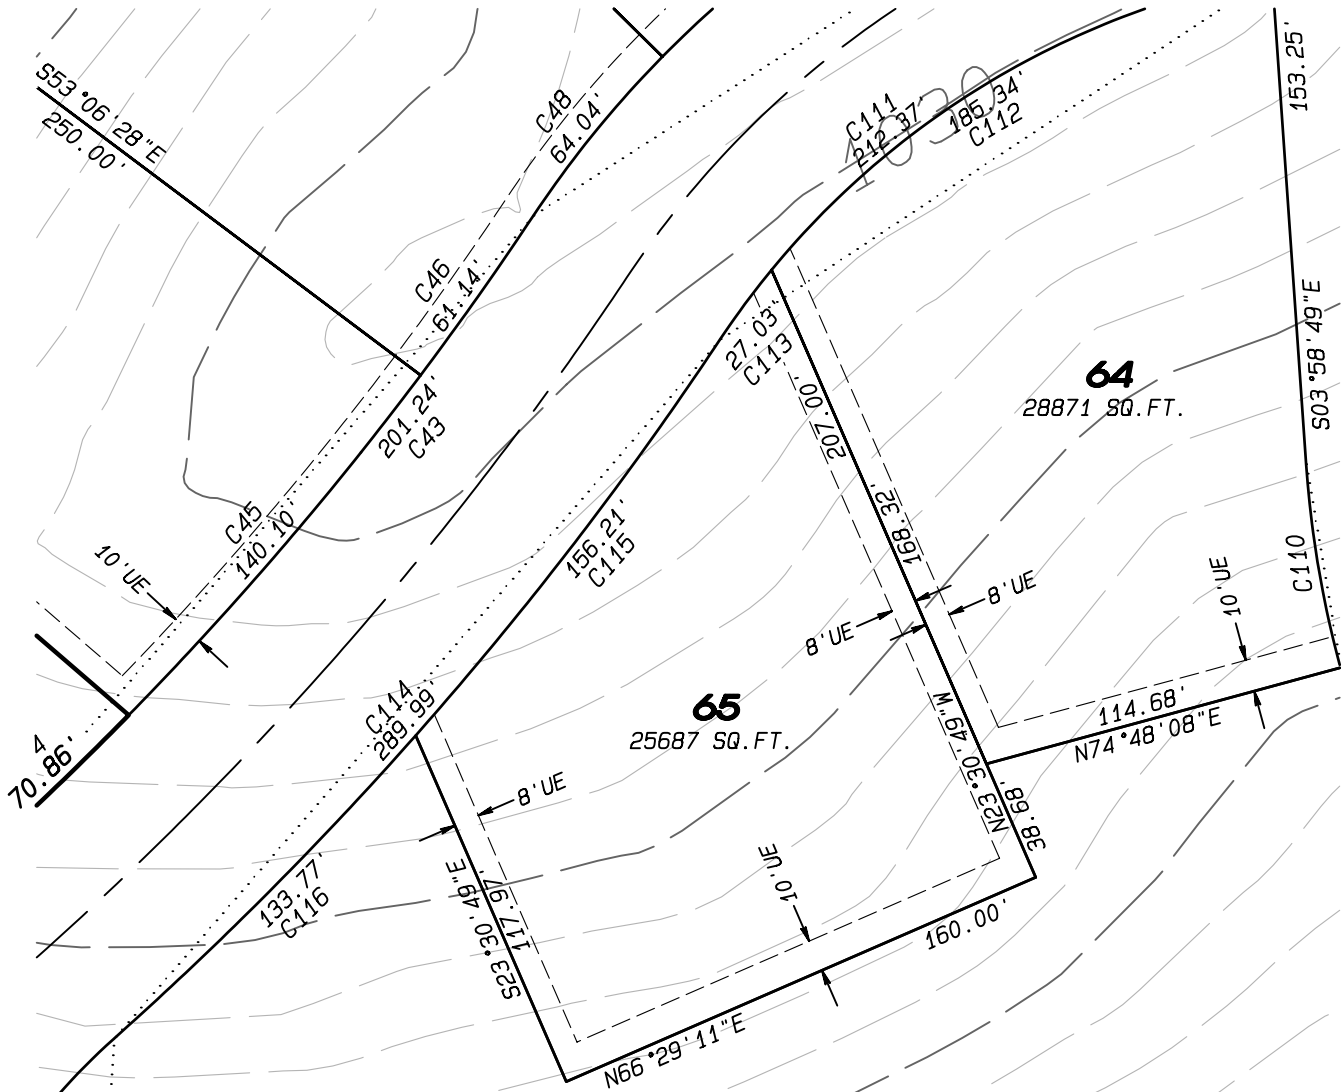 S53°06'28"E
250.00'
C48
64.04'
C111
212.37'
1030
185.34'
C112
153.25'
C46
61.14'
27.03'
C113
64
28871 SQ.FT.
S03°58'49"E
201.24'
C43
207.00'
168.32'
C45
140.10'
10'UE
156.21'
C115
8'UE
8'UE
10'UE
C110
C114
289.99'
65
25687 SQ.FT.
N23°30'49"W
114.68'
N74°48'08"E
4
70.86'
8'UE
38.68'
10'UE
133.77'
C116
S23°30'49"E
117.97'
160.00'
N66°29'11"E